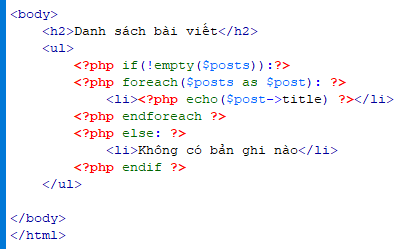 <body>
<h2>Danh sách bài viết</h2>
<ul>
<?php if(!empty($posts)):?>
<?php foreach($posts as $post): ?>
<li><?php echo($post->title) ?></li>
<?php endforeach ?>
<?php else: ?>
<li>Không có bản ghi nào</li>
<?php endif ?>
</ul>
</body>
</html>